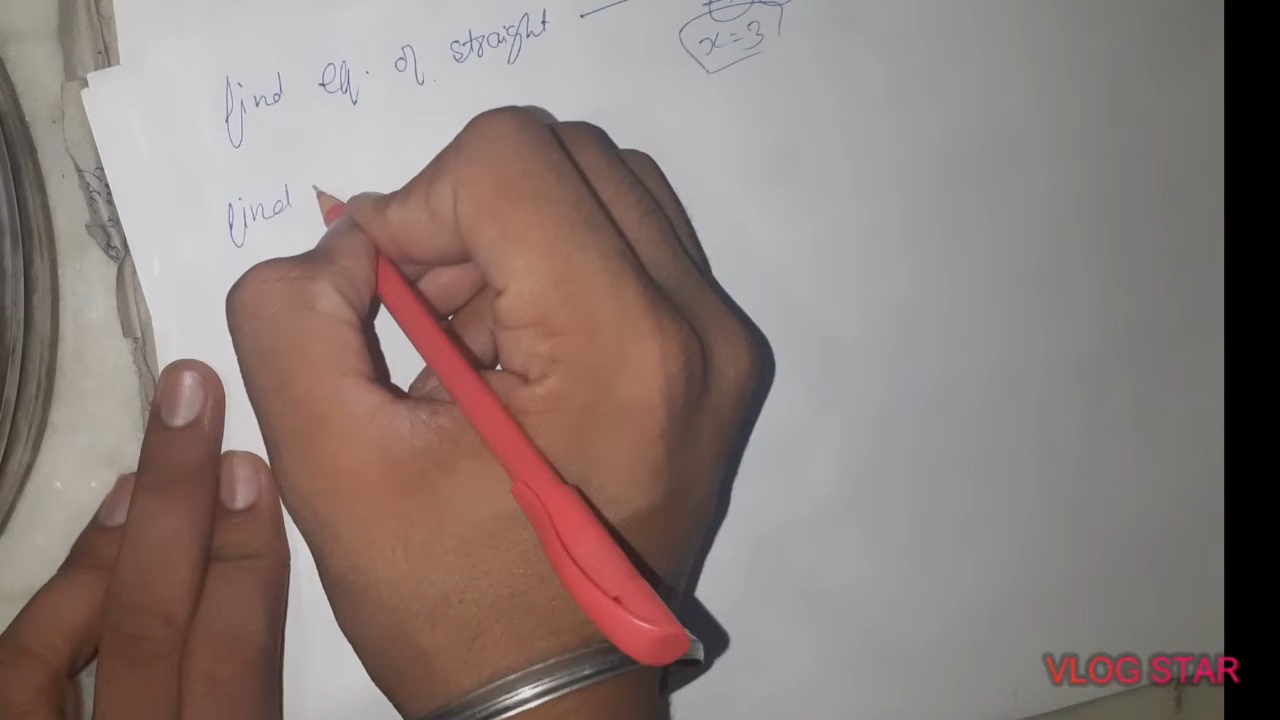 find eq. of straight —
x=3
find
VLOG STAR